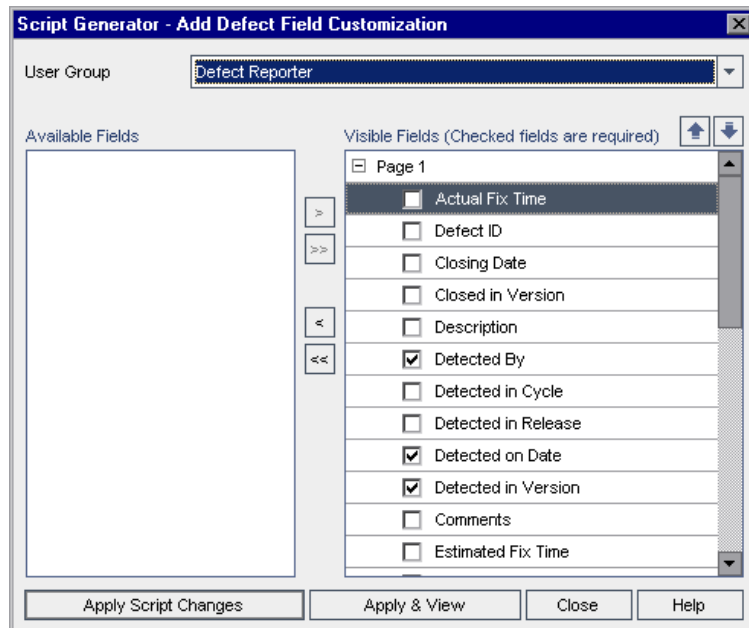 Script Generator - Add Defect Field Customization
User Group
Defect Reporter
Available Fields
Visible Fields (Checked fields are required)
Page 1
Actual Fix Time
Defect ID
>
>>
Closing Date
Closed in Version
<
Description
<<
Detected By
Detected in Cycle
Detected in Release
Detected on Date
Detected in Version
Comments
Estimated Fix Time
Apply Script Changes
Apply & View
Close
Help